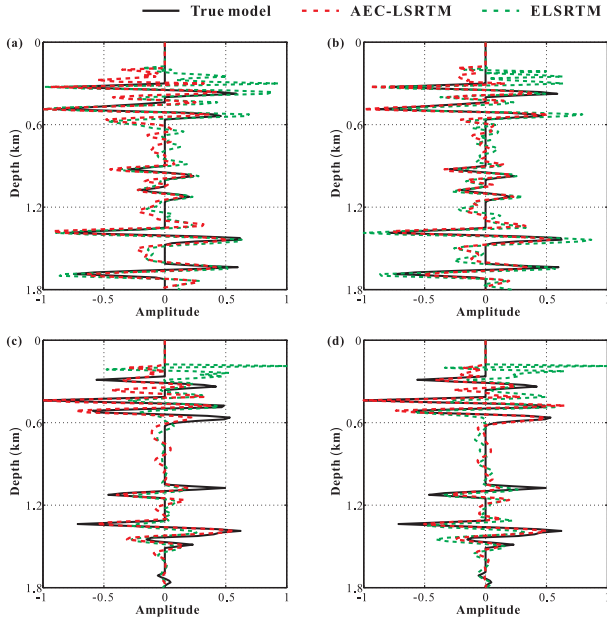 True model AEC-LSRTM ELSRTM
(a) (b)
0 0
0.6 0.6
Depth (km) Depth (km)
1.2 1.2
1.8 1.8
-1 -0.5 0 0.5 1 -1 -0.5 0 0.5 1
Amplitude Amplitude
(c) (d)
0 0
0.6 0.6
Depth (km) Depth (km)
1.2 1.2
1.8 1.8
-1 -0.5 0 0.5 1 -1 -0.5 0 0.5 1
Amplitude Amplitude